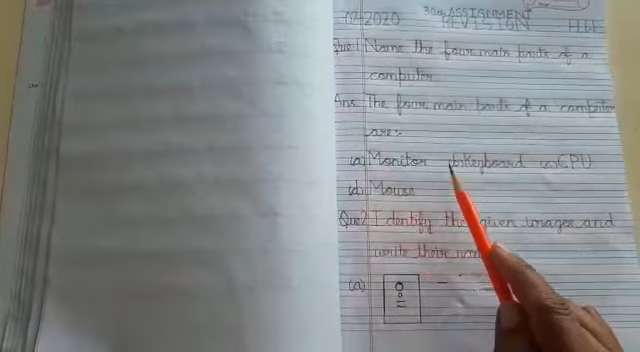 2020 30th ASSIGNMENT
REVISION
Que1 Name the four main parts of a
computer.
Ans The four main parts of a computer
are:-
(a) Monitor (b) Keyboard (c) CPU
(d) Mouse
Que2 Identify the given images and
write their
(a)